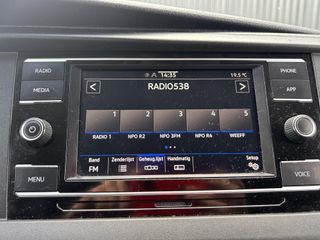 RADIO
MEDIA
MENU
PHONE
APP
VOICE
14:35
19.5 °C
< RADIO538 >
1 2 3 4 5
RADIO 1 NPO R2 NPO 3FM NPO R4 WEEFF
Band Zenderlijst Geheug.lijst Handmatig Setup
FM